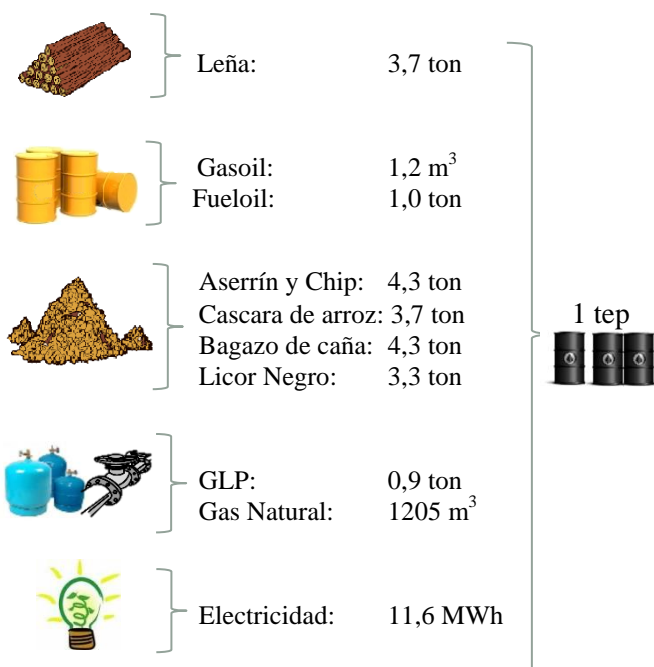 Leña: 3,7 ton
Gasoil: 1,2 m³
Fueloil: 1,0 ton
Aserrín y Chip: 4,3 ton
Cascara de arroz: 3,7 ton
Bagazo de caña: 4,3 ton
Licor Negro: 3,3 ton
1 tep
GLP: 0,9 ton
Gas Natural: 1205 m³
Electricidad: 11,6 MWh